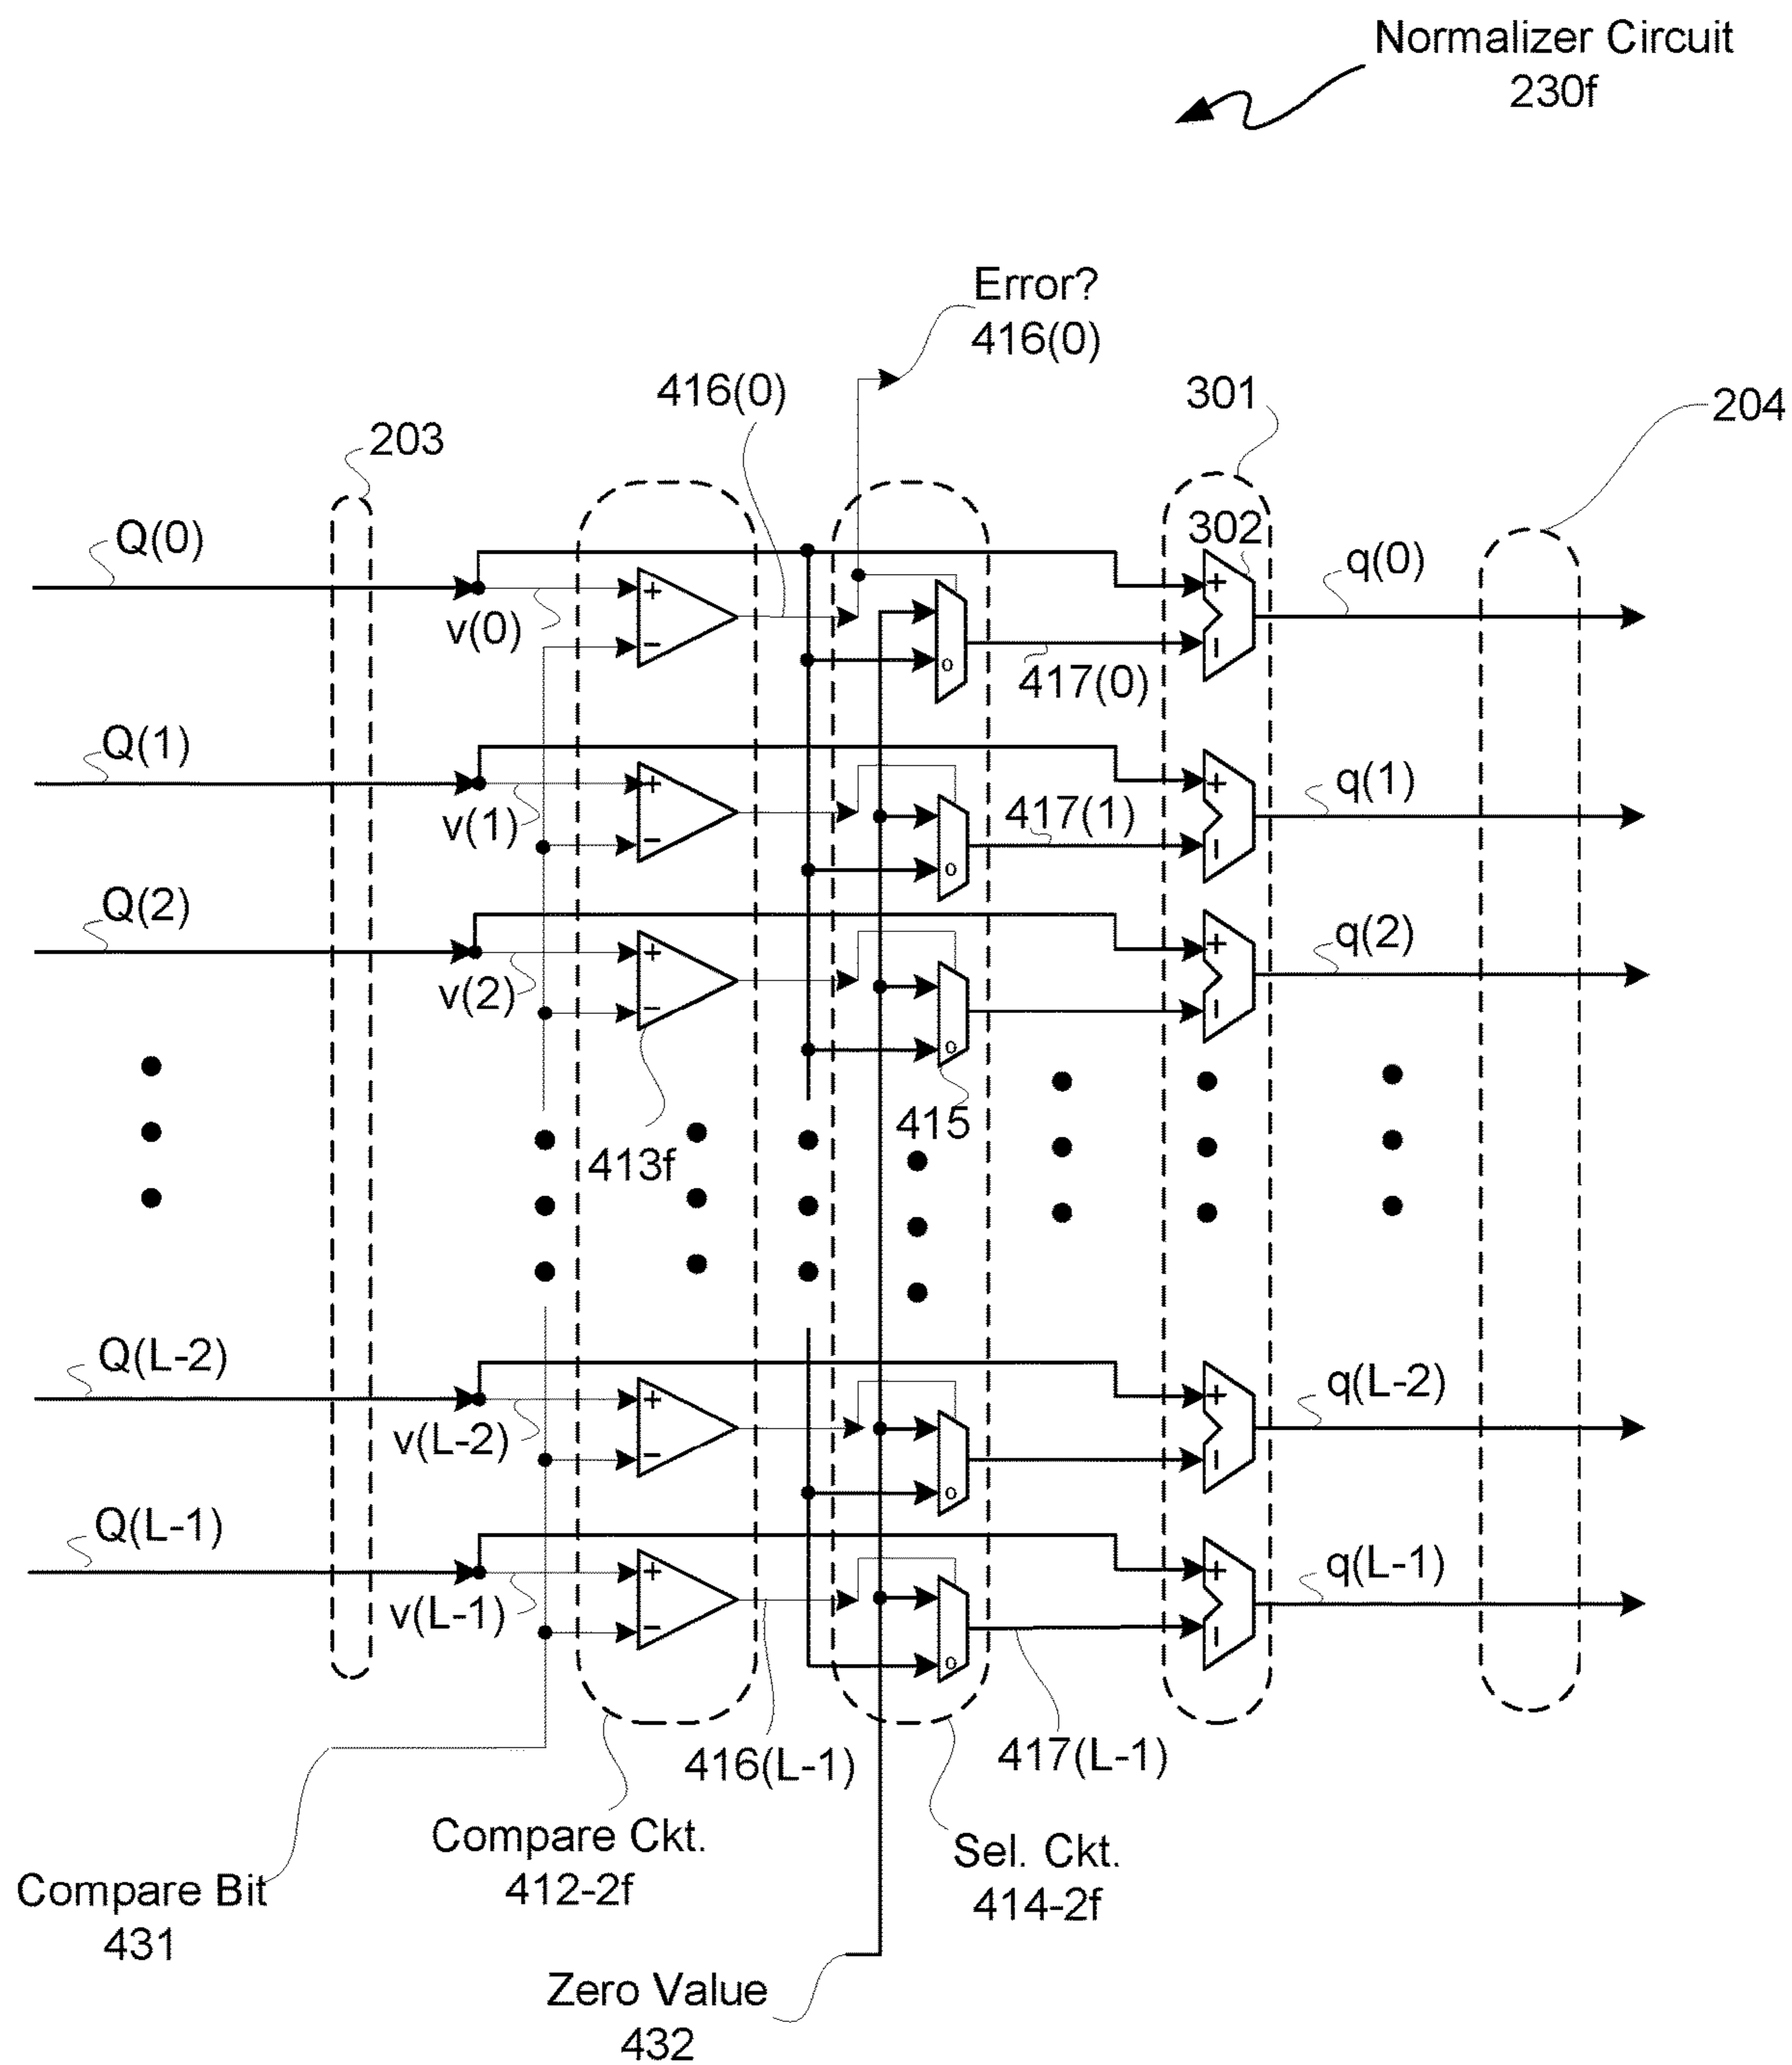 Normalizer Circuit
230f
Error?
416(0)
416(0)
301
204
203
302
Q(0)
q(0)
v(0)
+
−
+
−
o
417(0)
Q(1)
q(1)
v(1)
+
−
+
−
o
417(1)
Q(2)
q(2)
v(2)
+
−
+
−
o
415
413f
Q(L-2)
q(L-2)
v(L-2)
+
−
+
−
o
Q(L-1)
q(L-1)
v(L-1)
+
−
+
−
o
416(L-1)
417(L-1)
Compare Ckt.
412-2f
Sel. Ckt.
414-2f
Compare Bit
431
Zero Value
432